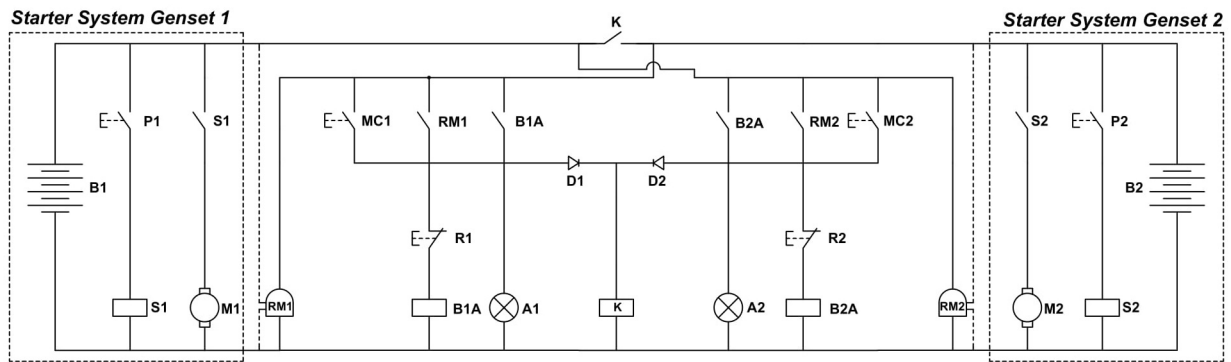 Starter System Genset 1
K
Starter System Genset 2
P1
S1
MC1
RM1
B1A
B2A
RM2
MC2
S2
P2
B1
D1
D2
B2
R1
R2
S1
M1
RM1
B1A
A1
K
A2
B2A
RM2
M2
S2